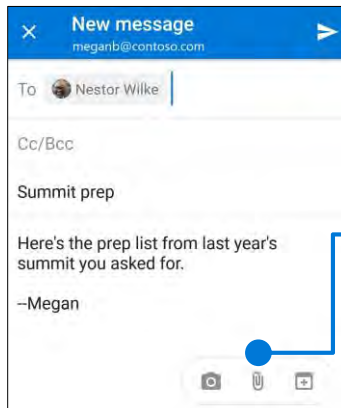 New message
meganb@contoso.com
To Nestor Wilke
Cc/Bcc
Summit prep
Here's the prep list from last year's
summit you asked for.
--Megan